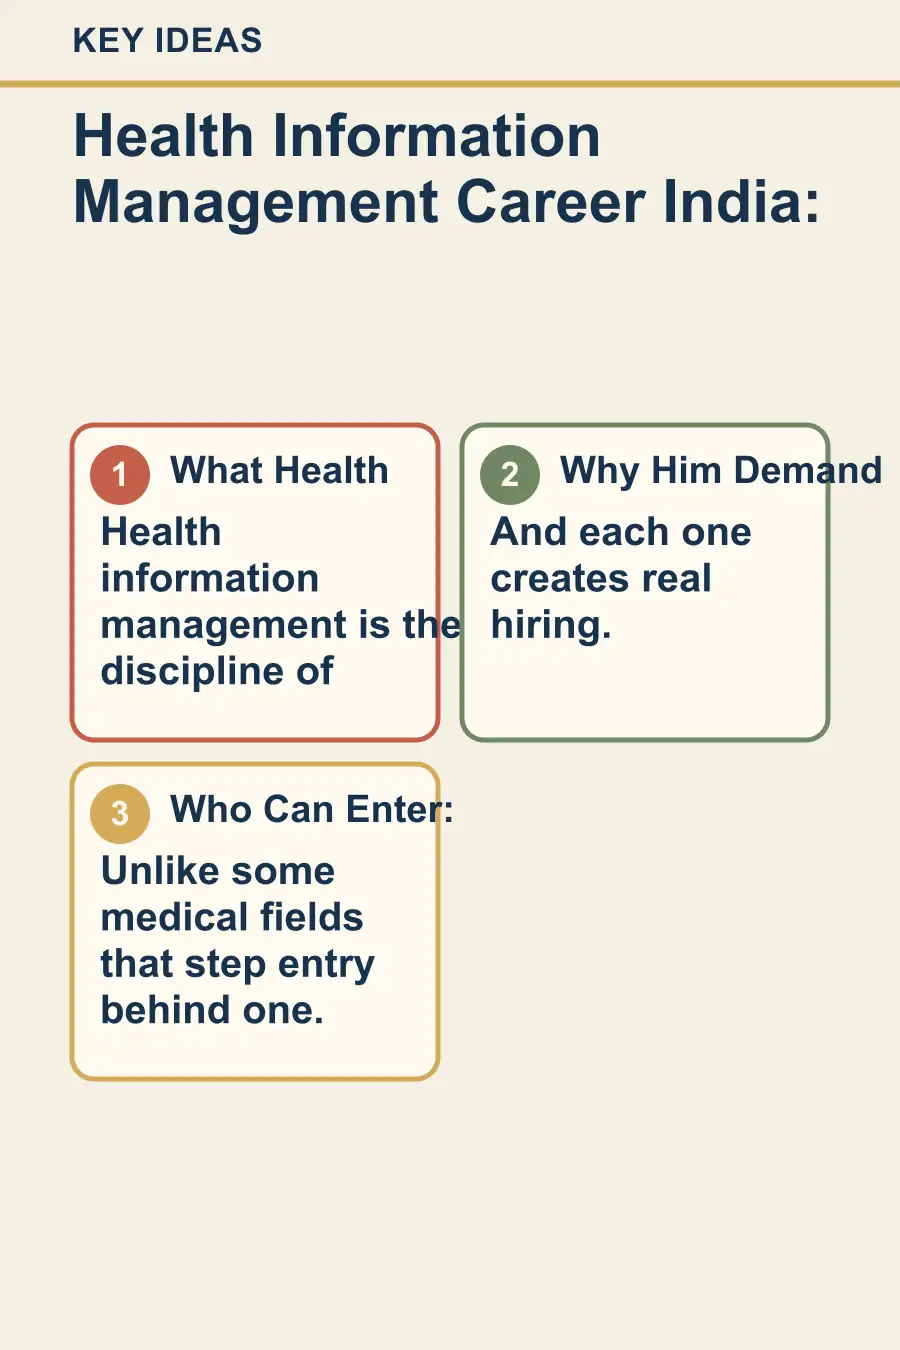 KEY IDEAS
Health Information
Management Career India:
1
What Health
Health
information
management is the
discipline of
2
Why Him Demand
And each one
creates real
hiring.
3
Who Can Enter:
Unlike some
medical fields
that step entry
behind one.